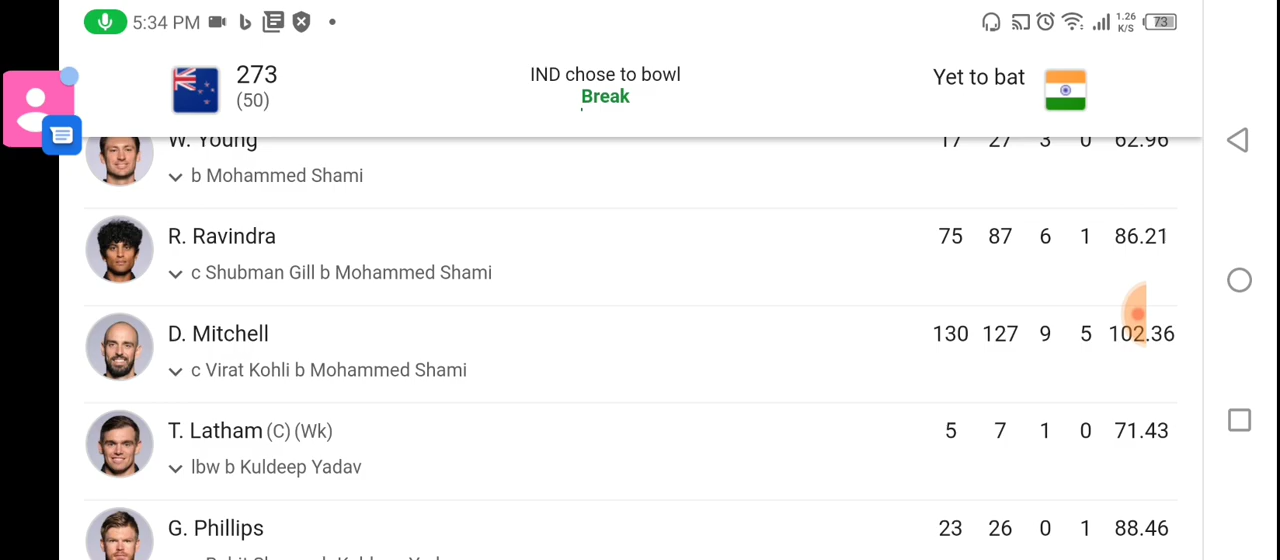 5:34 PM
1.26 K/S 73
273 (50) IND chose to bowl Break Yet to bat
W. Young 17 27 3 0 62.96
b Mohammed Shami
R. Ravindra 75 87 6 1 86.21
c Shubman Gill b Mohammed Shami
D. Mitchell 130 127 9 5 102.36
c Virat Kohli b Mohammed Shami
T. Latham (C) (Wk) 5 7 1 0 71.43
lbw b Kuldeep Yadav
G. Phillips 23 26 0 1 88.46